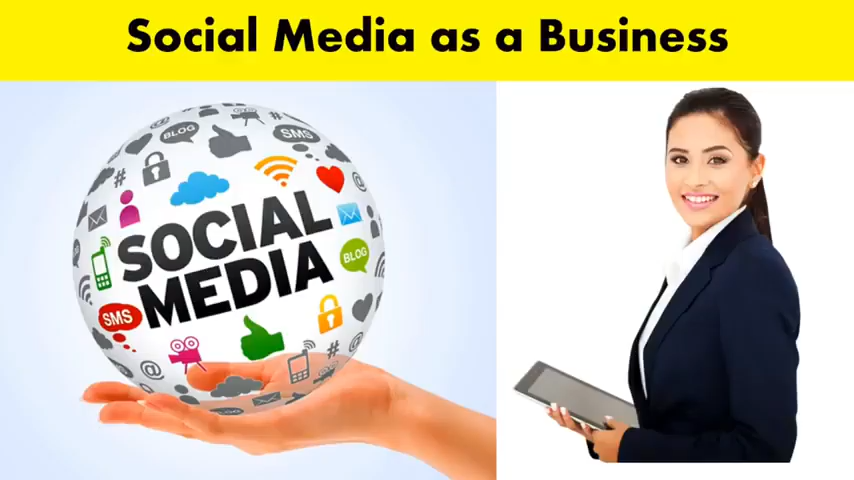 Social Media as a Business
BLOG
SMS
SOCIAL
MEDIA
BLOG
SMS